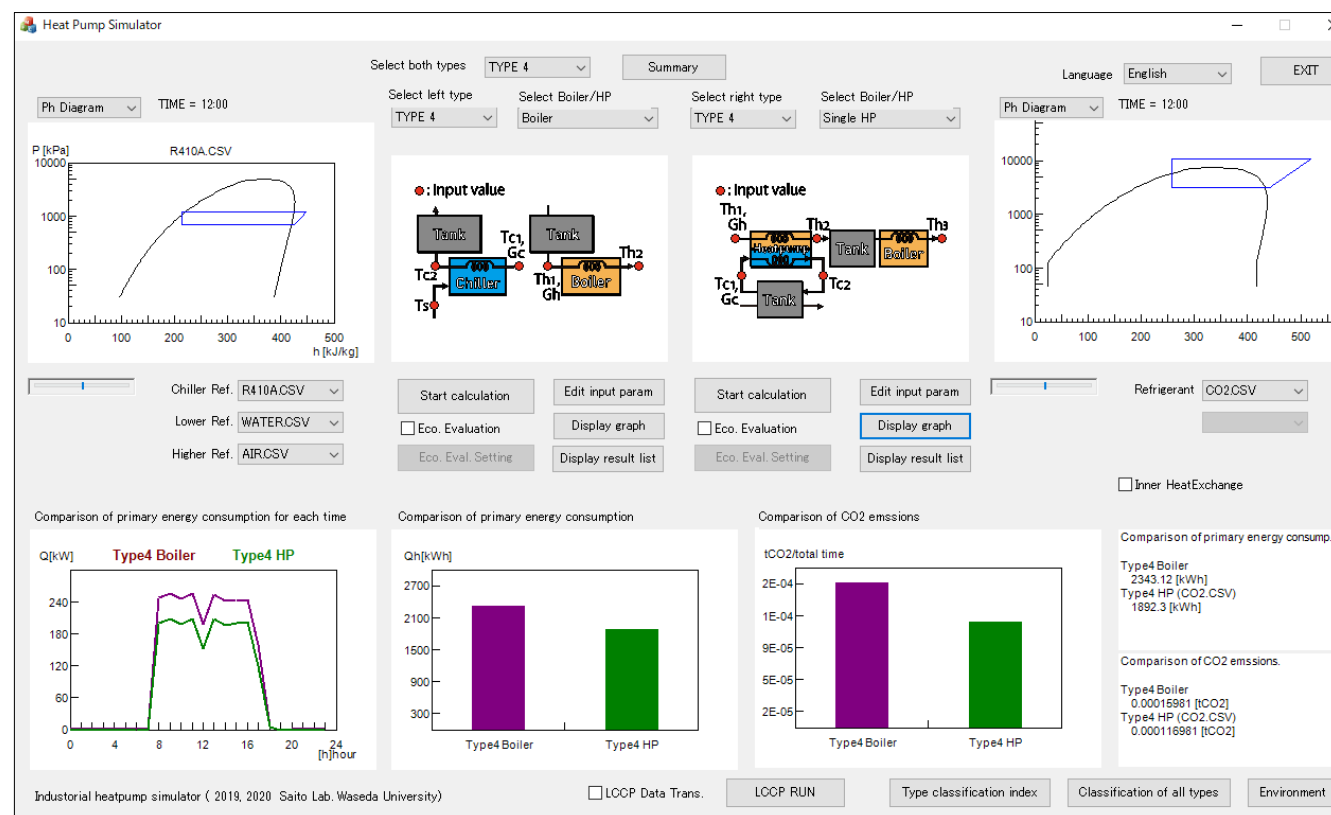 Heat Pump Simulator
Select both types TYPE 4 Summary
Language English EXIT
Ph Diagram TIME = 12:00
Select left type Select Boiler/HP
TYPE 4 Boiler
Select right type Select Boiler/HP
TYPE 4 Single HP
Ph Diagram TIME = 12:00
P [kPa] R410A.CSV
10000
1000
100
10
0 100 200 300 400 500
h [kJ/kg]
: Input value
Tank Tank
Tc1, Gc
Tc2 Chiller
Th1, Gh Boiler Th2
Ts
: Input value
Th1, Gh
Th2 Th3
Heatpump Tank Boiler
Tc1, Gc Tc2
Tank
10000
1000
100
10
0 100 200 300 400 500
Chiller Ref. R410A.CSV
Lower Ref. WATER.CSV
Higher Ref. AIR.CSV
Start calculation Edit input param
Eco. Evaluation Display graph
Eco. Eval. Setting Display result list
Start calculation Edit input param
Eco. Evaluation Display graph
Eco. Eval. Setting Display result list
Refrigerant CO2.CSV
Inner HeatExchange
Comparison of primary energy consumption for each time
Q[kW] Type4 Boiler Type4 HP
240
180
120
60
0
0 4 8 12 16 20 24
[h]hour
Comparison of primary energy consumption
Qh[kWh]
2700
2100
1500
900
300
Type4 Boiler Type4 HP
Comparison of CO2 emssions
tCO2/total time
2E-04
1E-04
9E-05
5E-05
2E-05
Type4 Boiler Type4 HP
Comparison of primary energy consump.
Type4 Boiler
2343.12 [kWh]
Type4 HP (CO2.CSV)
1892.3 [kWh]
Comparison of CO2 emssions.
Type4 Boiler
0.00015981 [tCO2]
Type4 HP (CO2.CSV)
0.000116981 [tCO2]
Industorial heatpump simulator ( 2019, 2020 Saito Lab. Waseda University)
LCCP Data Trans. LCCP RUN Type classification index Classification of all types Environment